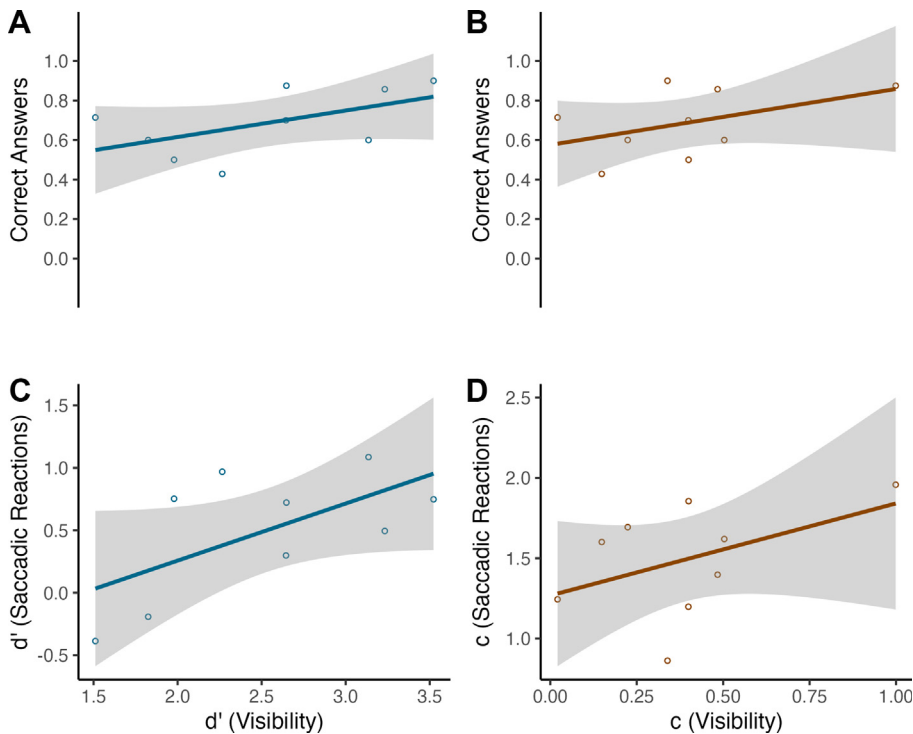 A
Correct Answers
1.0
0.8
0.6
0.4
0.2
0.0
B
Correct Answers
1.0
0.8
0.6
0.4
0.2
0.0
C
d' (Saccadic Reactions)
1.5
1.0
0.5
0.0
-0.5
1.5 2.0 2.5 3.0 3.5
d' (Visibility)
D
c (Saccadic Reactions)
2.5
2.0
1.5
1.0
0.00 0.25 0.50 0.75 1.00
c (Visibility)